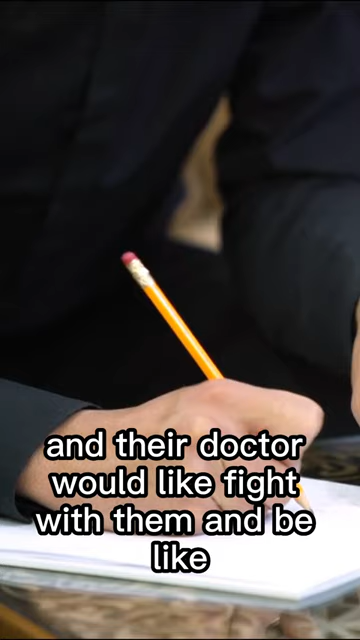 and their doctor
would like fight
with them and be
like